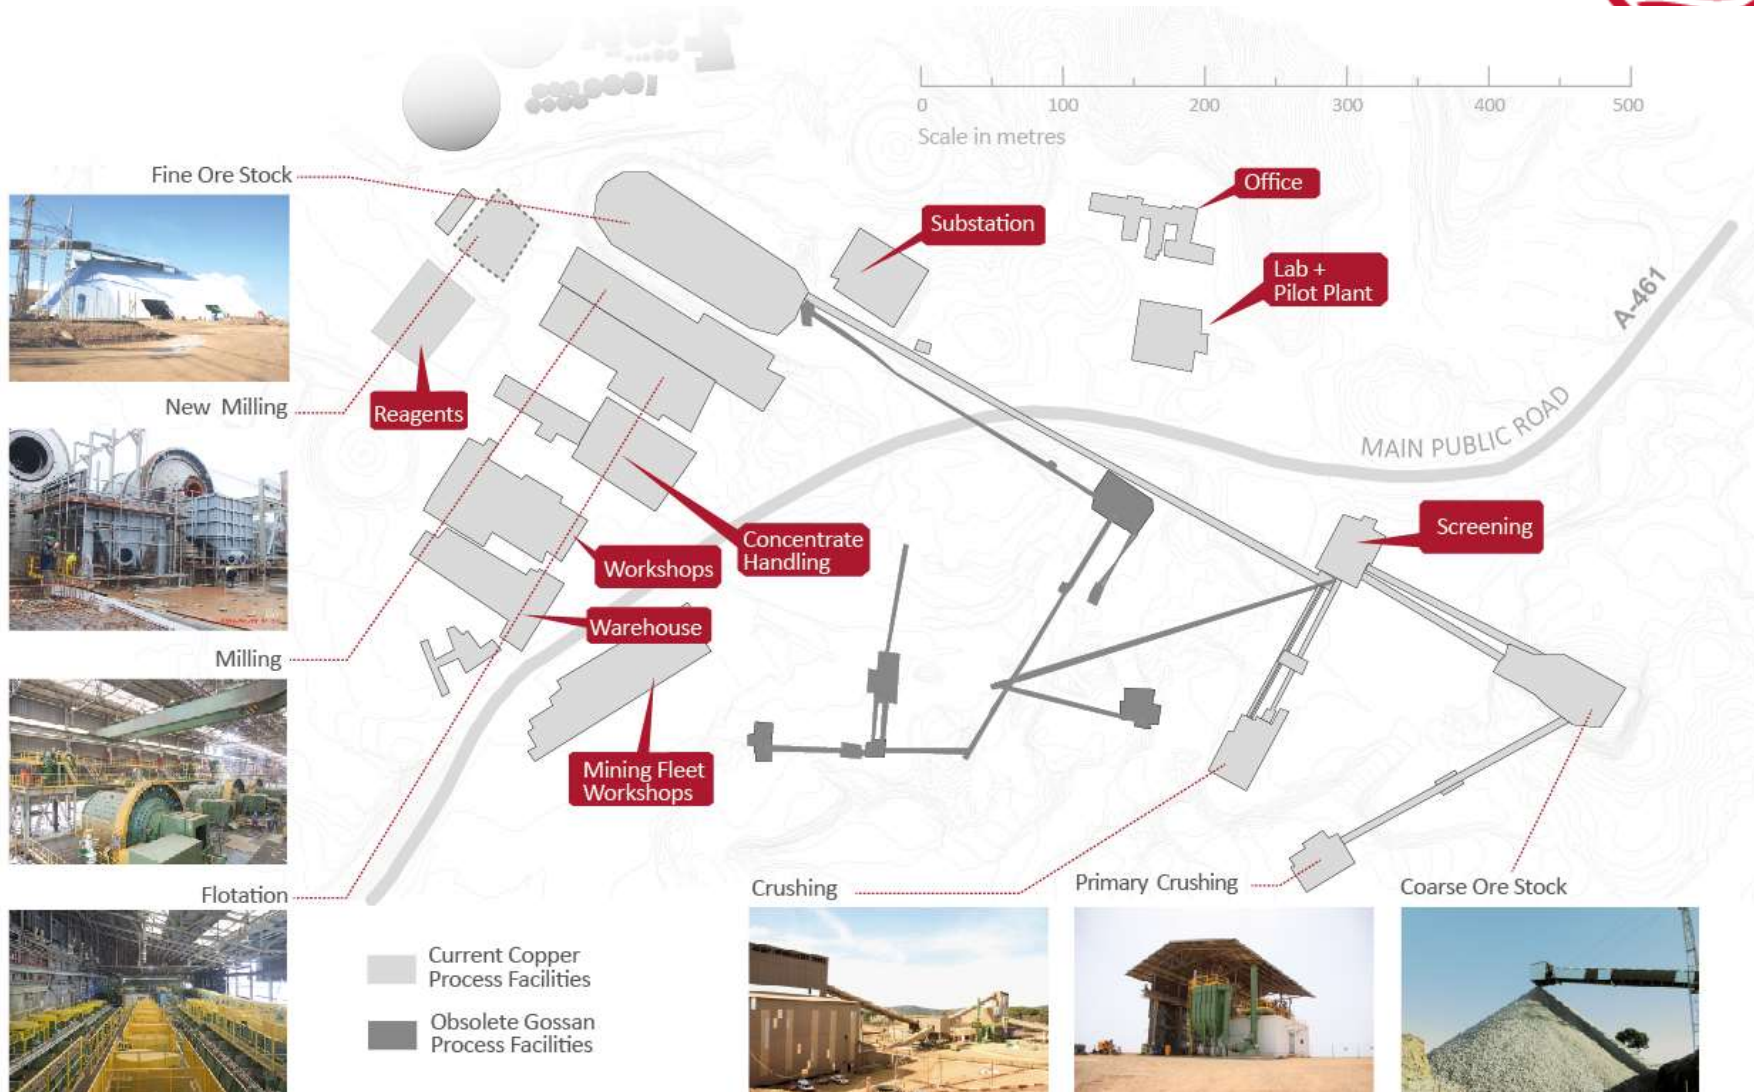 0 100 200 300 400 500
Scale in metres
Fine Ore Stock
Office
Substation
Lab +
Pilot Plant
A-461
New Milling
Reagents
MAIN PUBLIC ROAD
Screening
Concentrate
Handling
Workshops
Warehouse
Milling
Mining Fleet
Workshops
Flotation
Crushing
Primary Crushing
Coarse Ore Stock
Current Copper
Process Facilities
Obsolete Gossan
Process Facilities